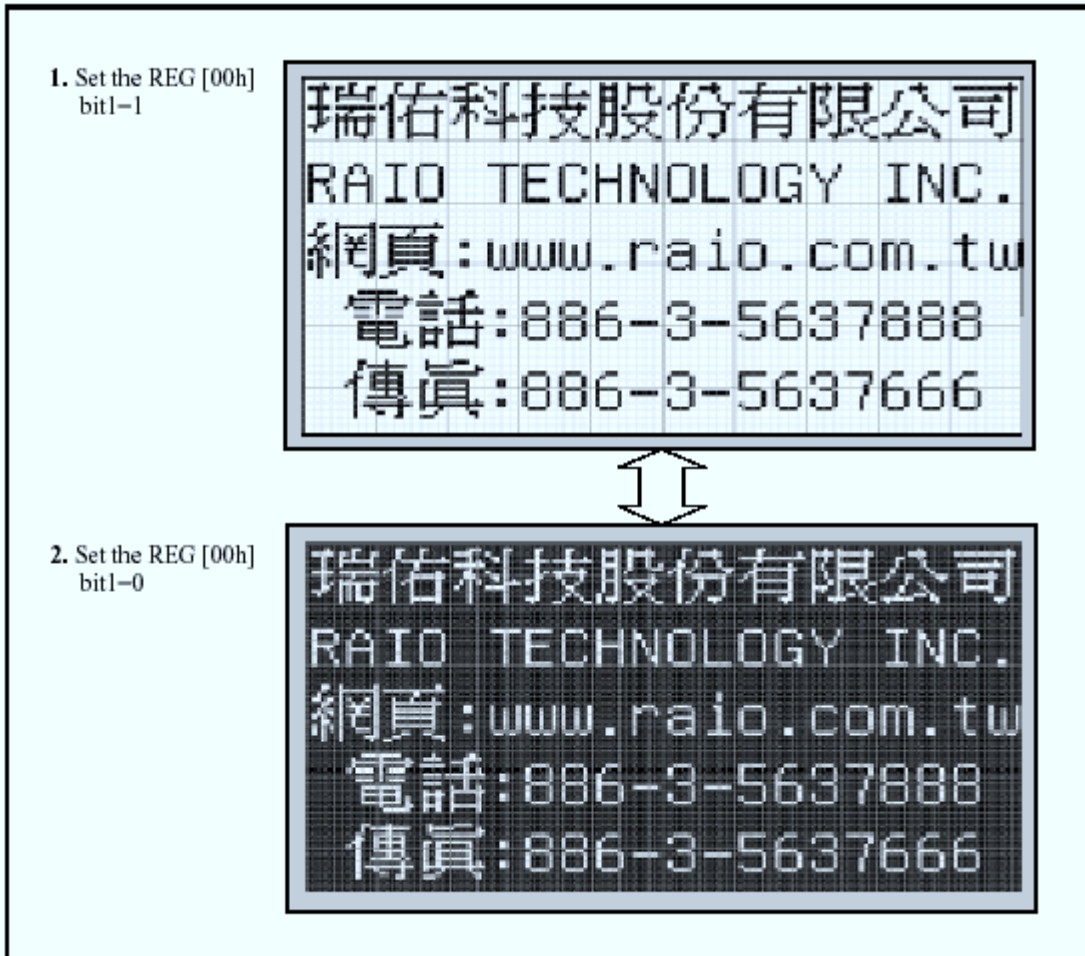 1. Set the REG [00h]
bit1=1
瑞佑科技股份有限公司
RAIO TECHNOLOGY INC.
網頁:www.raio.com.tw
電話:886-3-5637888
傳眞:886-3-5637666
2. Set the REG [00h]
bit1=0
瑞佑科技股份有限公司
RAIO TECHNOLOGY INC.
網頁:www.raio.com.tw
電話:886-3-5637888
傳眞:886-3-5637666